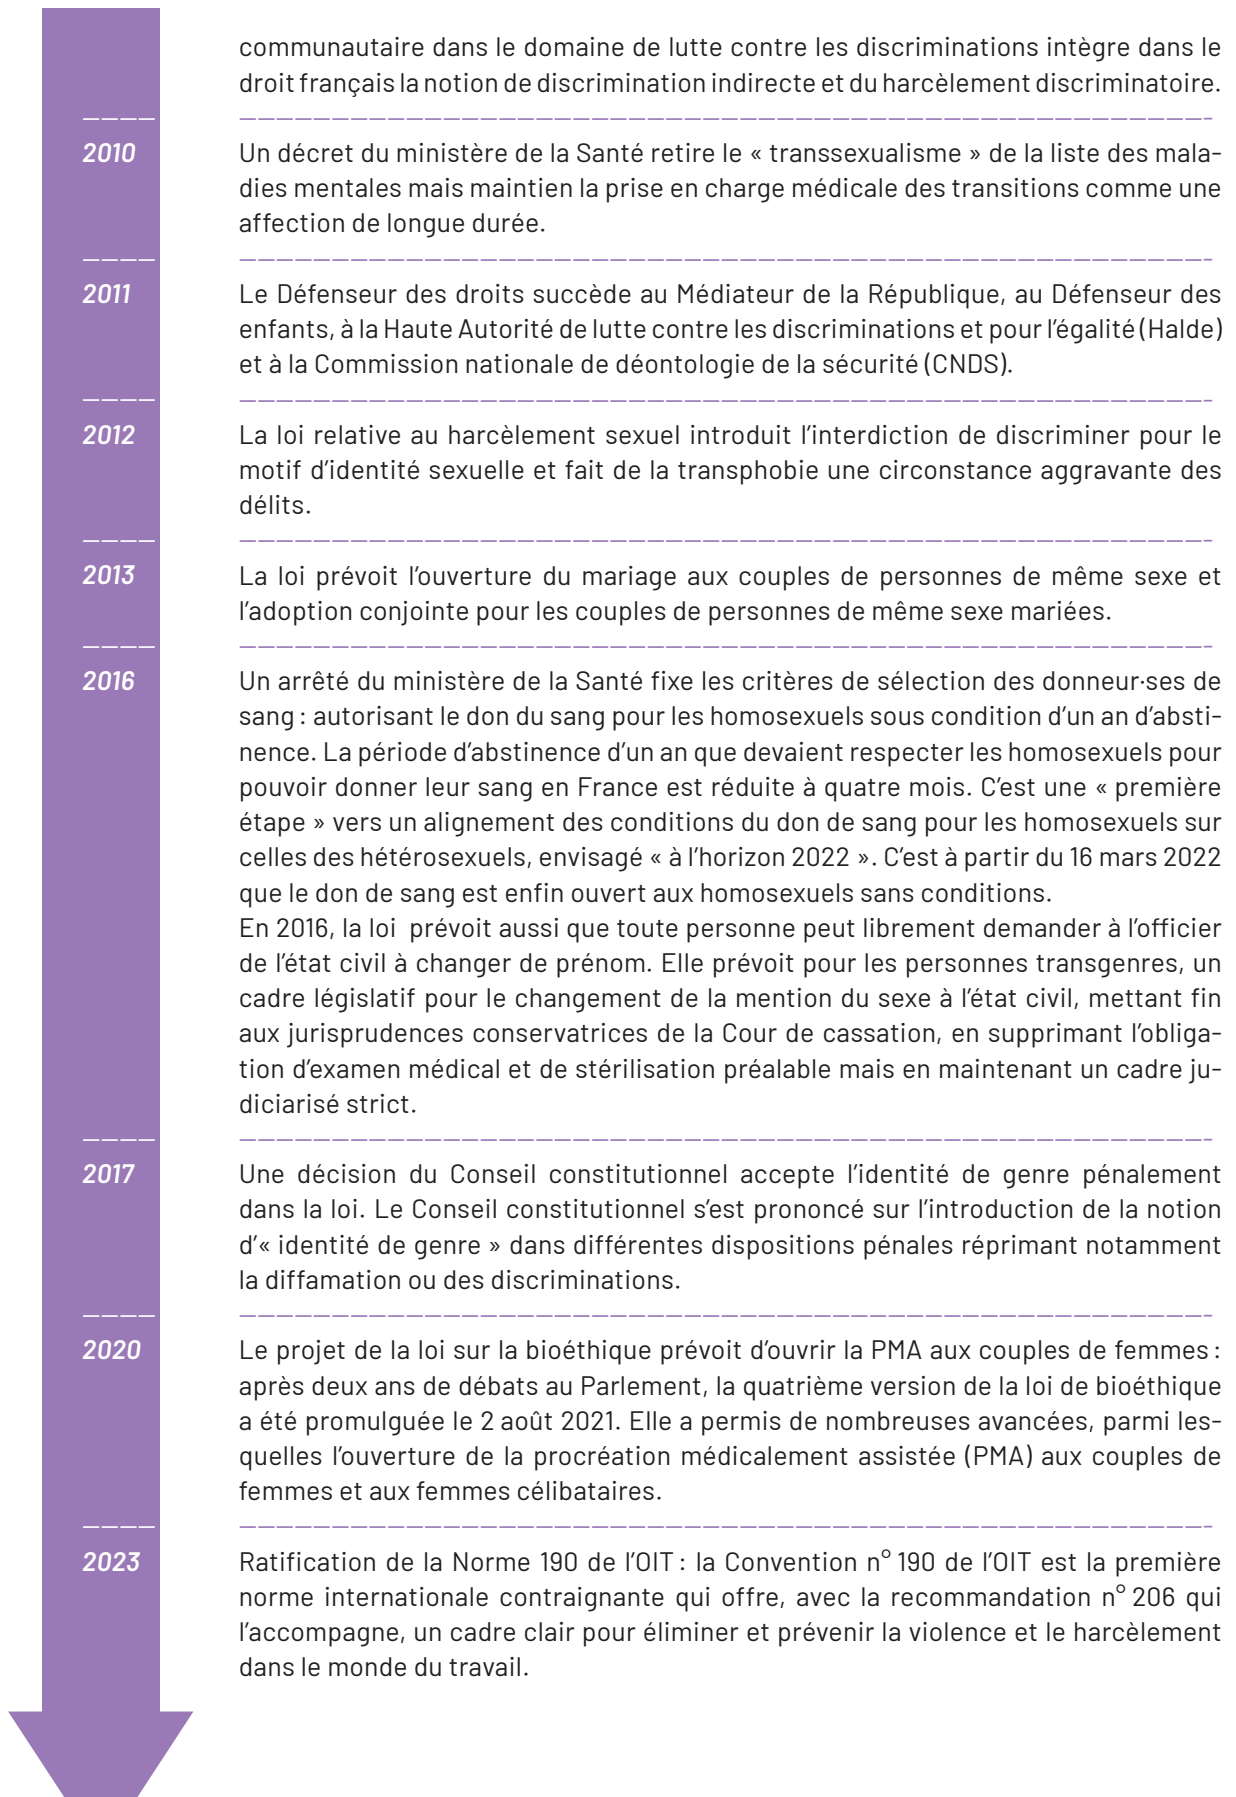 communautaire dans le domaine de lutte contre les discriminations intègre dans le
droit français la notion de discrimination indirecte et du harcèlement discriminatoire.
2010
Un décret du ministère de la Santé retire le « transsexualisme » de la liste des mala-
dies mentales mais maintien la prise en charge médicale des transitions comme une
affection de longue durée.
2011
Le Défenseur des droits succède au Médiateur de la République, au Défenseur des
enfants, à la Haute Autorité de lutte contre les discriminations et pour l’égalité (Halde)
et à la Commission nationale de déontologie de la sécurité (CNDS).
2012
La loi relative au harcèlement sexuel introduit l’interdiction de discriminer pour le
motif d’identité sexuelle et fait de la transphobie une circonstance aggravante des
délits.
2013
La loi prévoit l’ouverture du mariage aux couples de personnes de même sexe et
l’adoption conjointe pour les couples de personnes de même sexe mariées.
2016
Un arrêté du ministère de la Santé fixe les critères de sélection des donneur·ses de
sang : autorisant le don du sang pour les homosexuels sous condition d’un an d’absti-
nence. La période d’abstinence d’un an que devaient respecter les homosexuels pour
pouvoir donner leur sang en France est réduite à quatre mois. C’est une « première
étape » vers un alignement des conditions du don de sang pour les homosexuels sur
celles des hétérosexuels, envisagé « à l’horizon 2022 ». C’est à partir du 16 mars 2022
que le don de sang est enfin ouvert aux homosexuels sans conditions.
En 2016, la loi prévoit aussi que toute personne peut librement demander à l’officier
de l’état civil à changer de prénom. Elle prévoit pour les personnes transgenres, un
cadre législatif pour le changement de la mention du sexe à l’état civil, mettant fin
aux jurisprudences conservatrices de la Cour de cassation, en supprimant l’obliga-
tion d’examen médical et de stérilisation préalable mais en maintenant un cadre ju-
diciarisé strict.
2017
Une décision du Conseil constitutionnel accepte l’identité de genre pénalement
dans la loi. Le Conseil constitutionnel s’est prononcé sur l’introduction de la notion
d’« identité de genre » dans différentes dispositions pénales réprimant notamment
la diffamation ou des discriminations.
2020
Le projet de la loi sur la bioéthique prévoit d’ouvrir la PMA aux couples de femmes :
après deux ans de débats au Parlement, la quatrième version de la loi de bioéthique
a été promulguée le 2 août 2021. Elle a permis de nombreuses avancées, parmi les-
quelles l’ouverture de la procréation médicalement assistée (PMA) aux couples de
femmes et aux femmes célibataires.
2023
Ratification de la Norme 190 de l’OIT : la Convention n° 190 de l’OIT est la première
norme internationale contraignante qui offre, avec la recommandation n° 206 qui
l’accompagne, un cadre clair pour éliminer et prévenir la violence et le harcèlement
dans le monde du travail.